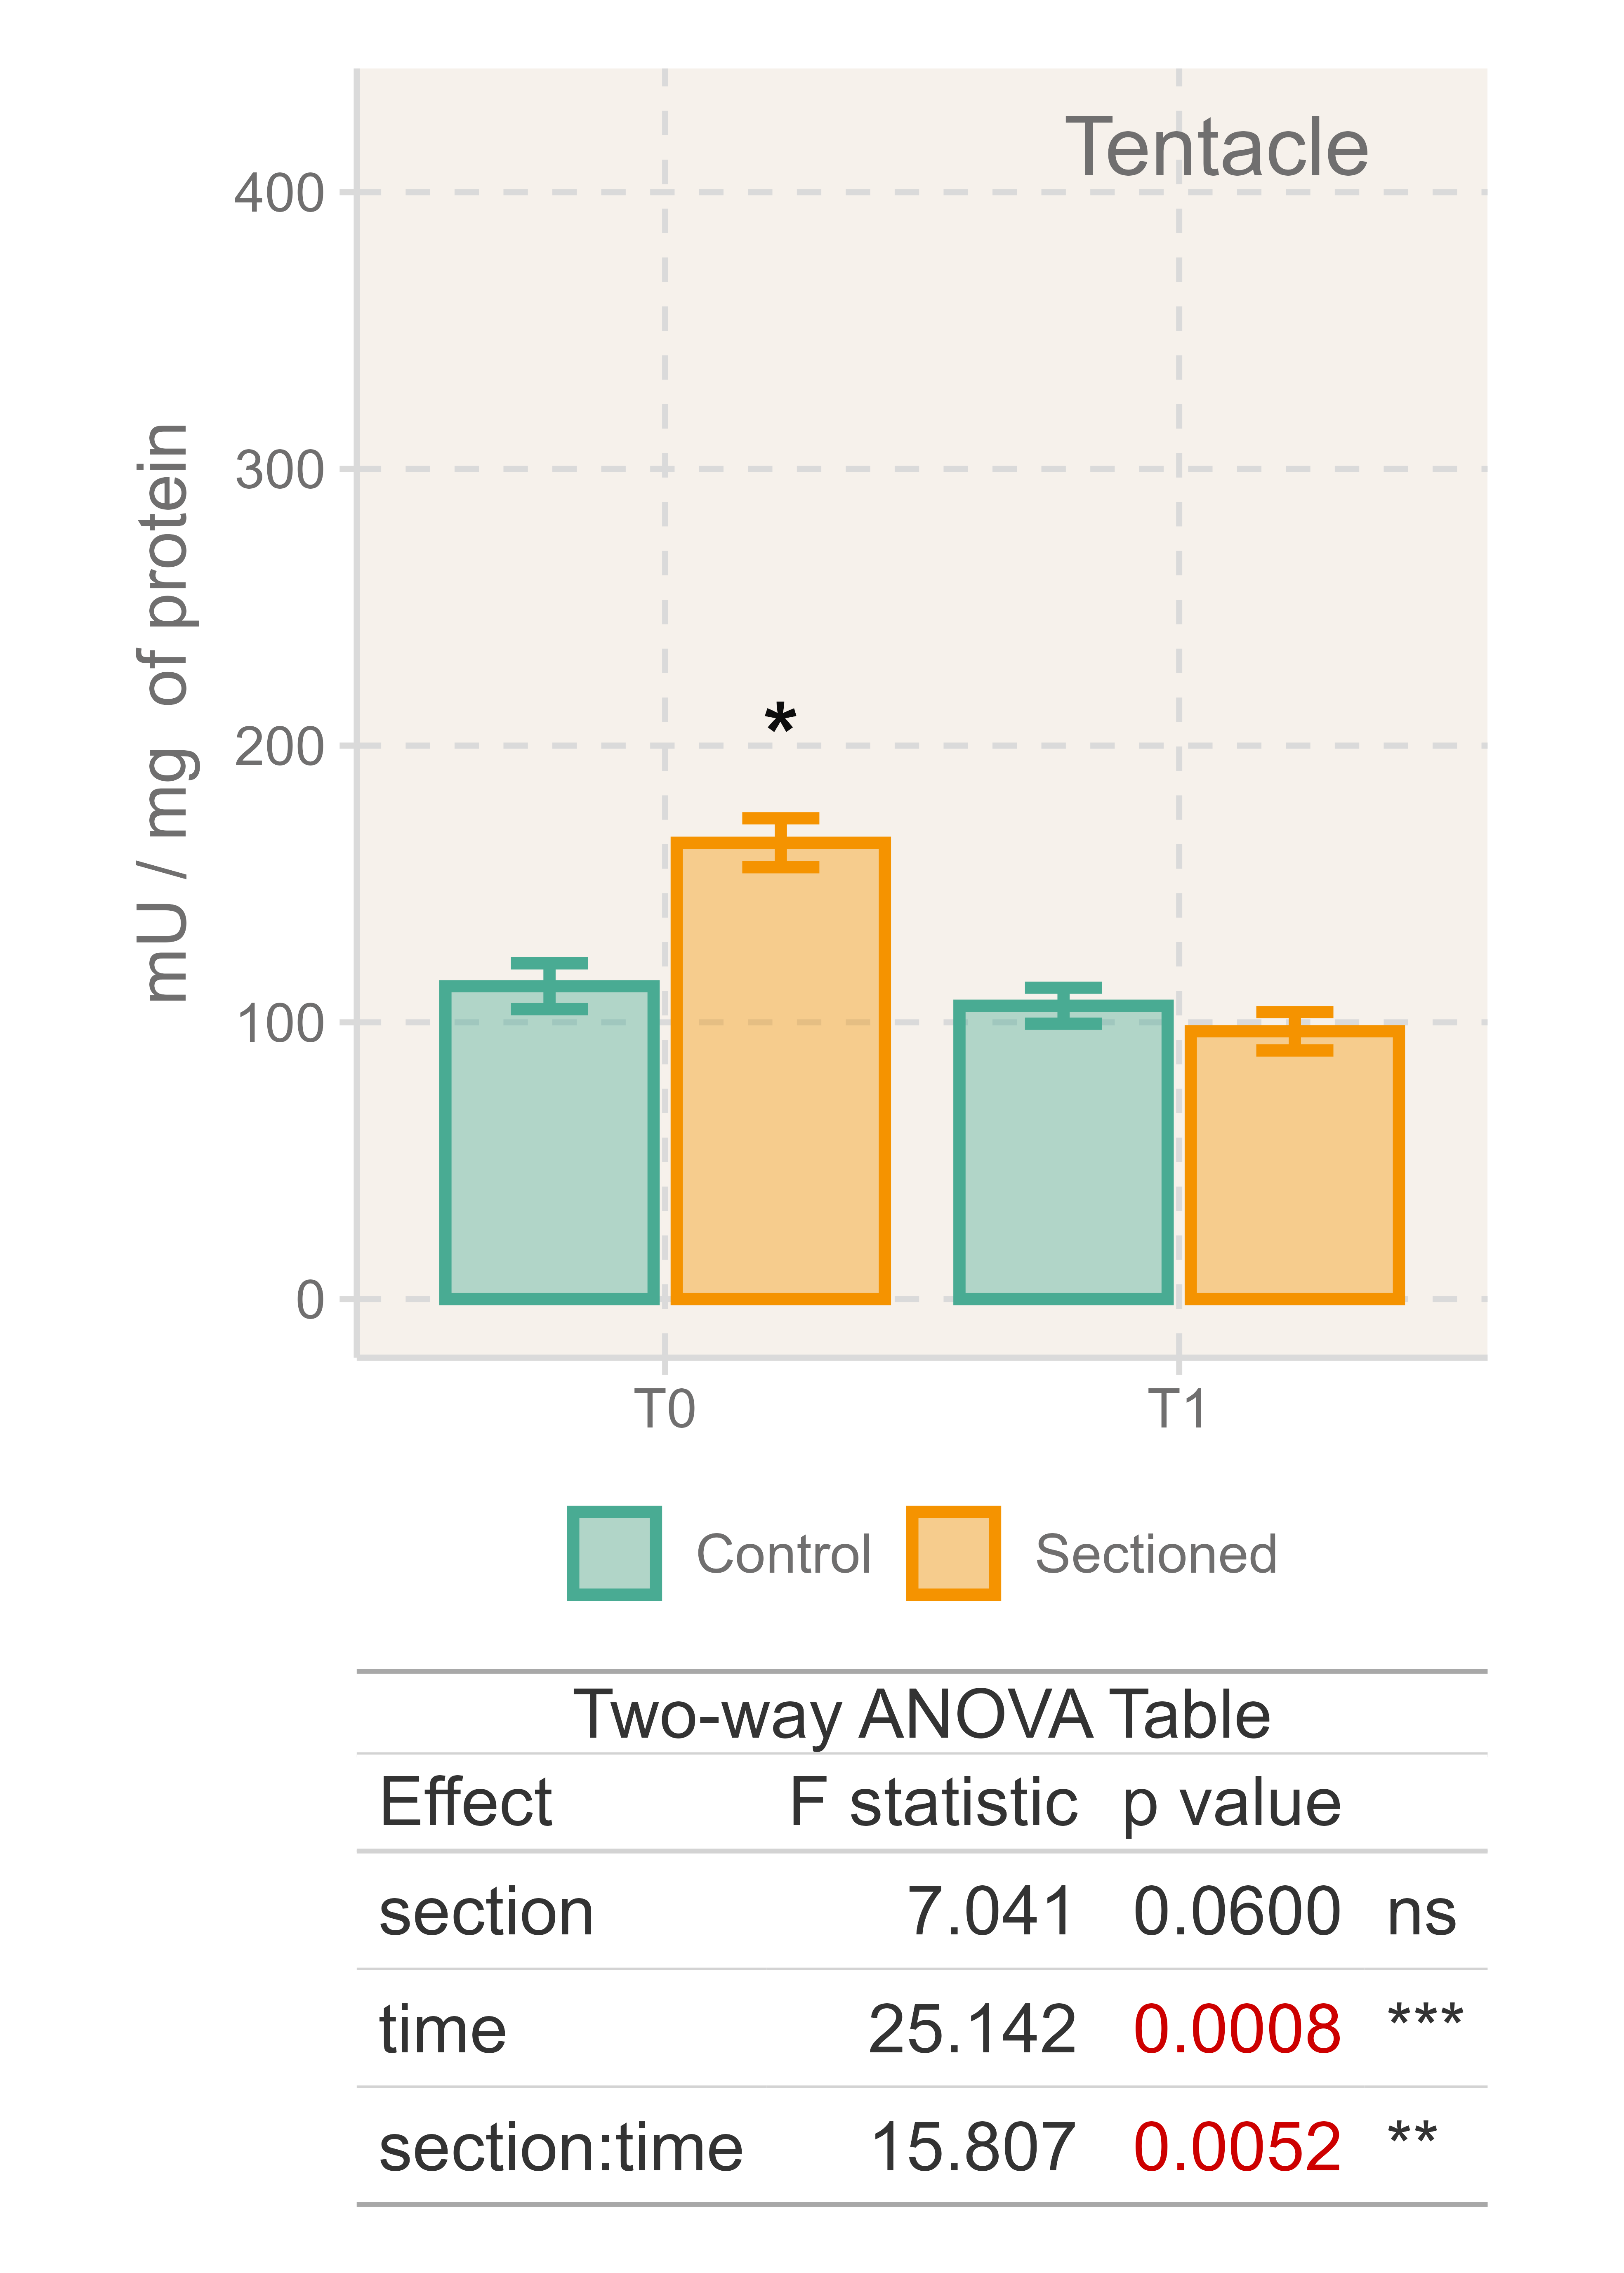 Tentacle
400
300
200
100
0
mU / mg of protein
*
T0
T1
Control
Sectioned
Two-way ANOVA Table
Effect F statistic p value
section 7.041 0.0600 ns
time 25.142 0.0008 ***
section:time 15.807 0.0052 **